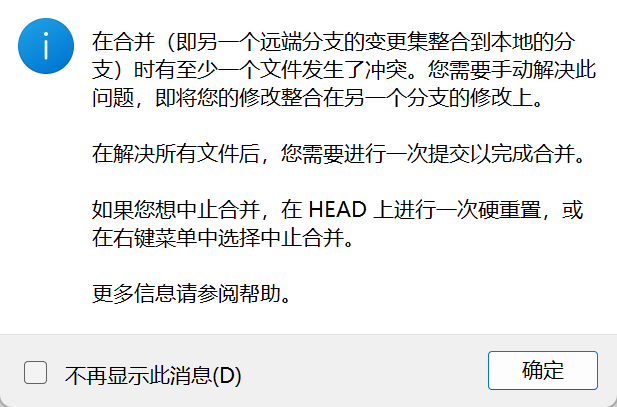 在合并（即另一个远端分支的变更集整合到本地的分
支）时有至少一个文件发生了冲突。您需要手动解决此
问题，即将您的修改整合在另一个分支的修改上。
在解决所有文件后，您需要进行一次提交以完成合并。
如果您想中止合并，在 HEAD 上进行一次硬重置，或
在右键菜单中选择中止合并。
更多信息请参阅帮助。
不再显示此消息(D)
确定